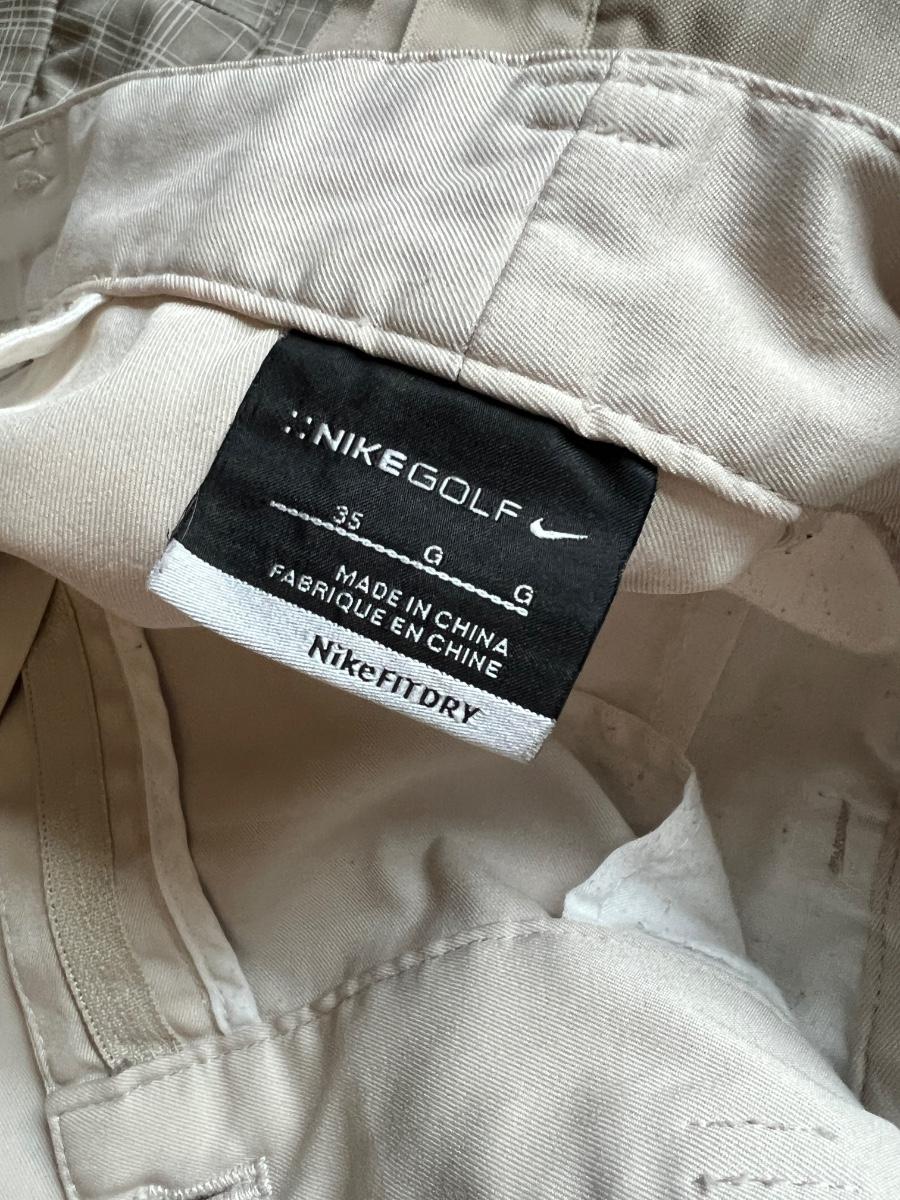 NIKEGOLF
35
G
G
MADE IN CHINA
FABRIQUE EN CHINE
NikeFITDRY